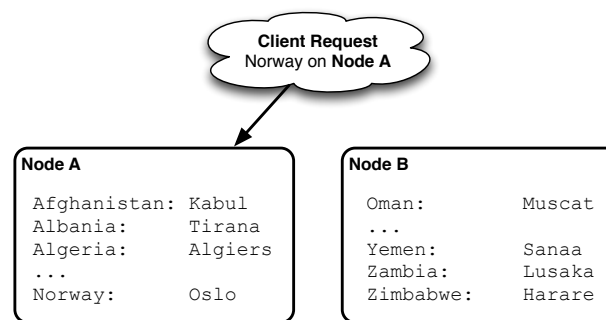 Client Request
Norway on Node A
Node A
Afghanistan: Kabul
Albania: Tirana
Algeria: Algiers
...
Norway: Oslo
Node B
Oman: Muscat
...
Yemen: Sanaa
Zambia: Lusaka
Zimbabwe: Harare